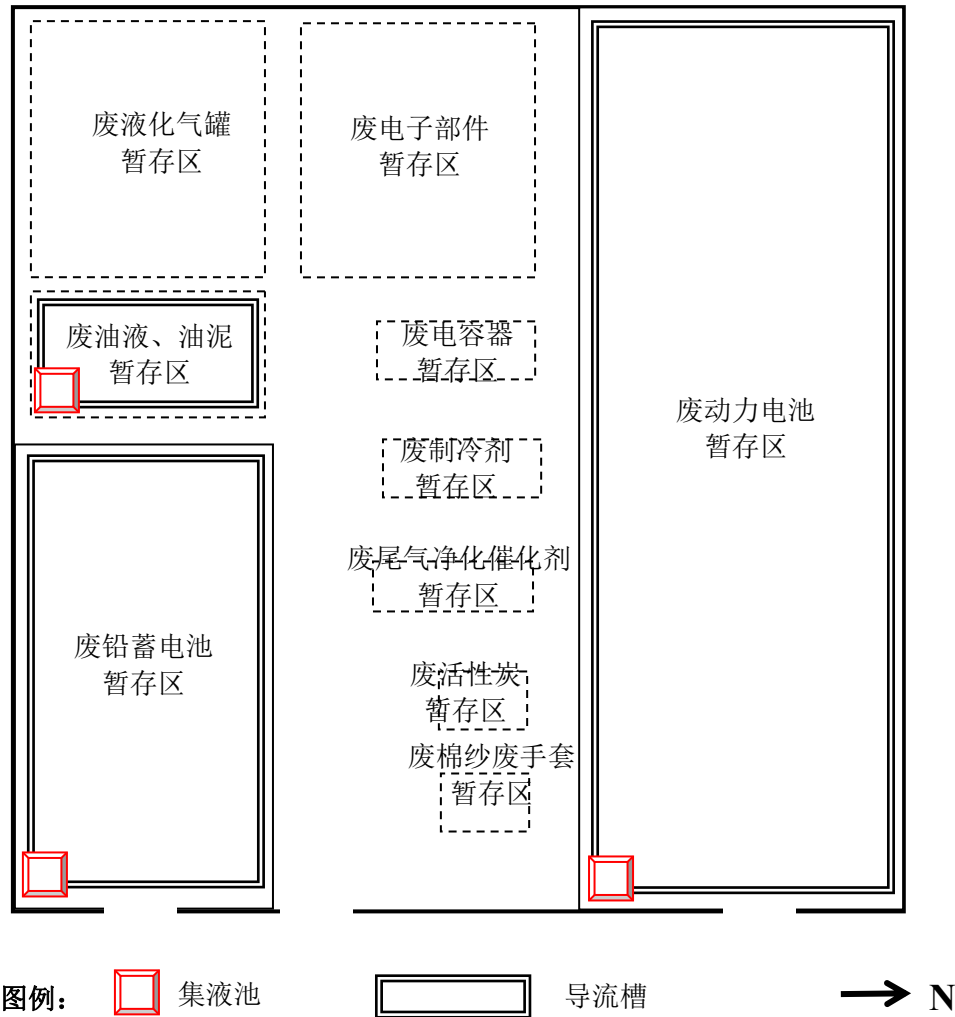 废液化气罐
暂存区
废电子部件
暂存区
废油液、油泥
暂存区
废电容器
暂存区
废动力电池
暂存区
废制冷剂
暂存区
废尾气净化催化剂
暂存区
废铅蓄电池
暂存区
废活性炭
暂存区
废棉纱废手套
暂存区
图例：
集液池
导流槽
N